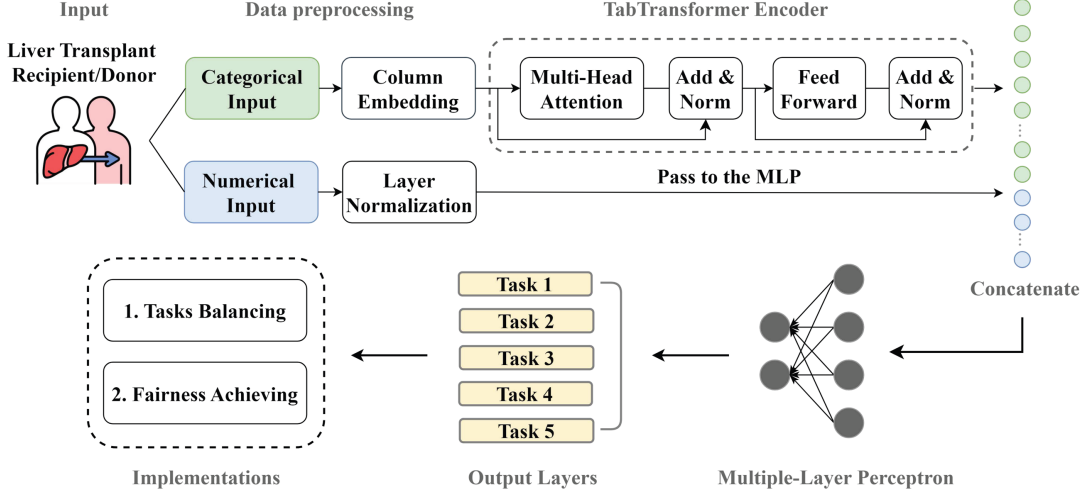 Input
Data preprocessing
TabTransformer Encoder
Liver Transplant
Recipient/Donor
Categorical
Input
Column
Embedding
Multi-Head
Attention
Add &
Norm
Feed
Forward
Add &
Norm
Numerical
Input
Layer
Normalization
Pass to the MLP
Concatenate
1. Tasks Balancing
2. Fairness Achieving
Task 1
Task 2
Task 3
Task 4
Task 5
Implementations
Output Layers
Multiple-Layer Perceptron